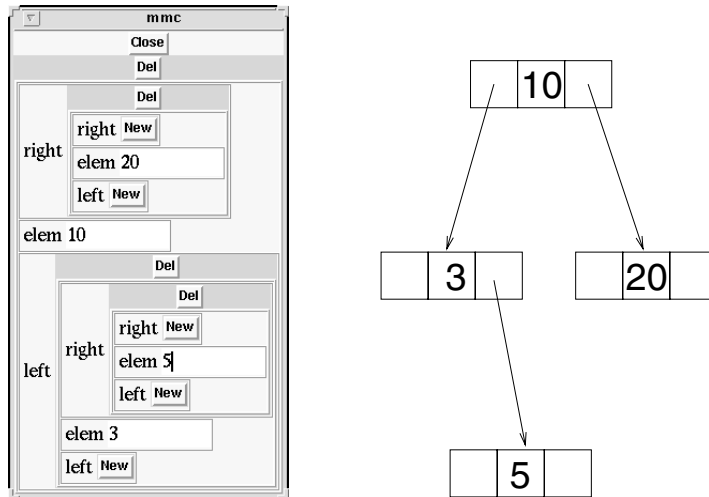 mmc
Close
Del
Del
right New
right
elem 20
left New
elem 10
Del
Del
right New
right
elem 5
left New
left
elem 3
left New
10
3
20
5